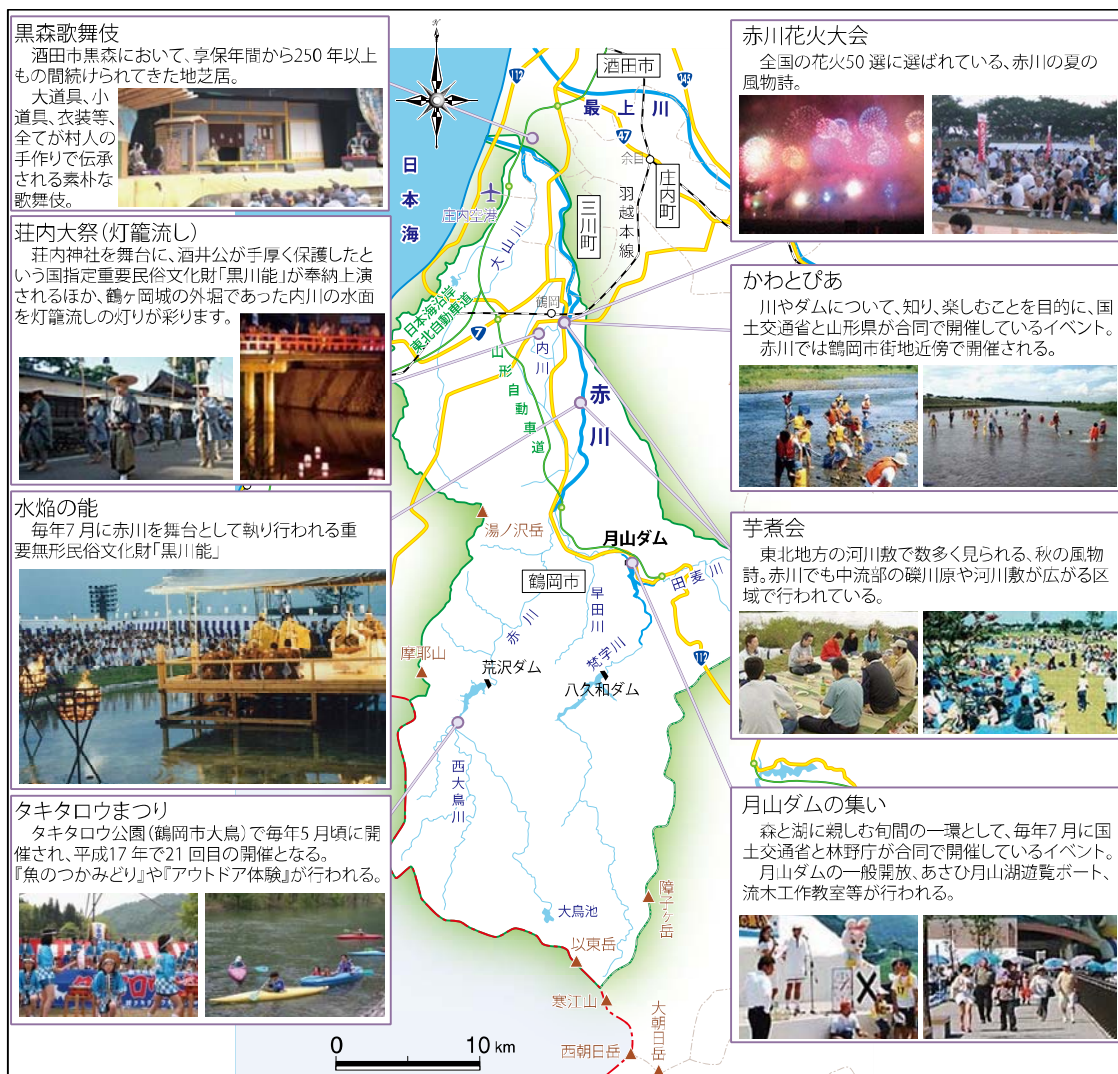 黒森歌舞伎
酒田市黒森において、享保年間から250 年以上
もの間続けられてきた地芝居。
大道具、小
道具、衣装等、
全てが村人の
手作りで伝承
される素朴な
歌舞伎。
荘内大祭(灯籠流し)
荘内神社を舞台に、酒井公が手厚く保護したと
いう国指定重要民俗文化財「黒川能」が奉納上演
されるほか、鶴ヶ岡城の外堀であった内川の水面
を灯籠流しの灯りが彩ります。
水焔の能
毎年7 月に赤川を舞台として執り行われる重
要無形民俗文化財「黒川能」
タキタロウまつり
タキタロウ公園(鶴岡市大鳥)で毎年5 月頃に開
催され、平成17 年で21 回目の開催となる。
『魚のつかみどり』や『アウトドア体験』が行われる。
N
112
酒田市
145
最上川
47
余目
日本海
庄内空港
庄内町
三川町
羽越本線
大山川
鶴岡
日本海沿岸
東北自動車道
7
内川
山形自動車道
赤川
湯ノ沢岳
月山ダム
田麦川
鶴岡市
早田川
赤川
梵字川
112
摩耶山
荒沢ダム
八久和ダム
西大鳥川
障子ヶ岳
大鳥池
以東岳
寒江山
大朝日岳
西朝日岳
0 10 km
赤川花火大会
全国の花火50 選に選ばれている、赤川の夏の
風物詩。
かわとぴあ
川やダムについて、知り、楽しむことを目的に、国
土交通省と山形県が合同で開催しているイベント。
赤川では鶴岡市街地近傍で開催される。
芋煮会
東北地方の河川敷で数多く見られる、秋の風物
詩。赤川でも中流部の礫川原や河川敷が広がる区
域で行われている。
月山ダムの集い
森と湖に親しむ旬間の一環として、毎年7 月に国
土交通省と林野庁が合同で開催しているイベント。
月山ダムの一般開放、あさひ月山湖遊覧ボート、
流木工作教室等が行われる。